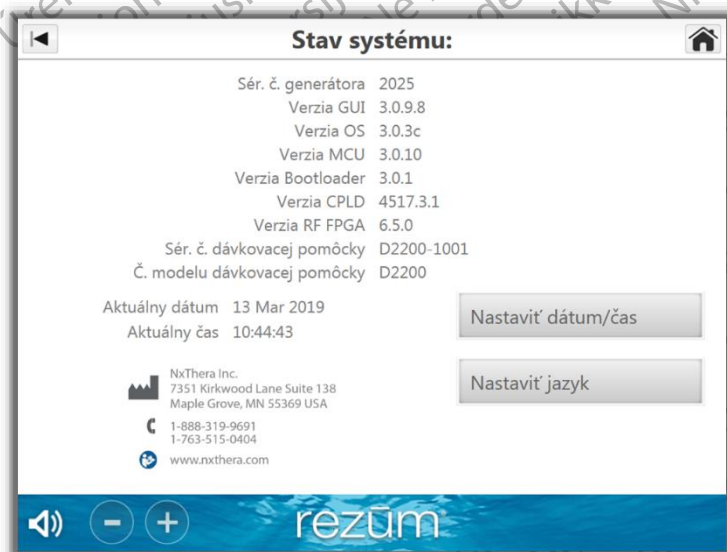 Stav systému:
Sér. č. generátora 2025
Verzia GUI 3.0.9.8
Verzia OS 3.0.3c
Verzia MCU 3.0.10
Verzia Bootloader 3.0.1
Verzia CPLD 4517.3.1
Verzia RF FPGA 6.5.0
Sér. č. dávkovacej pomôcky D2200-1001
Č. modelu dávkovacej pomôcky D2200
Aktuálny dátum 13 Mar 2019
Aktuálny čas 10:44:43
Nastaviť dátum/čas
Nastaviť jazyk
NxThera Inc.
7351 Kirkwood Lane Suite 138
Maple Grove, MN 55369 USA
1-888-319-9691
1-763-515-0404
www.nxthera.com
rezūm